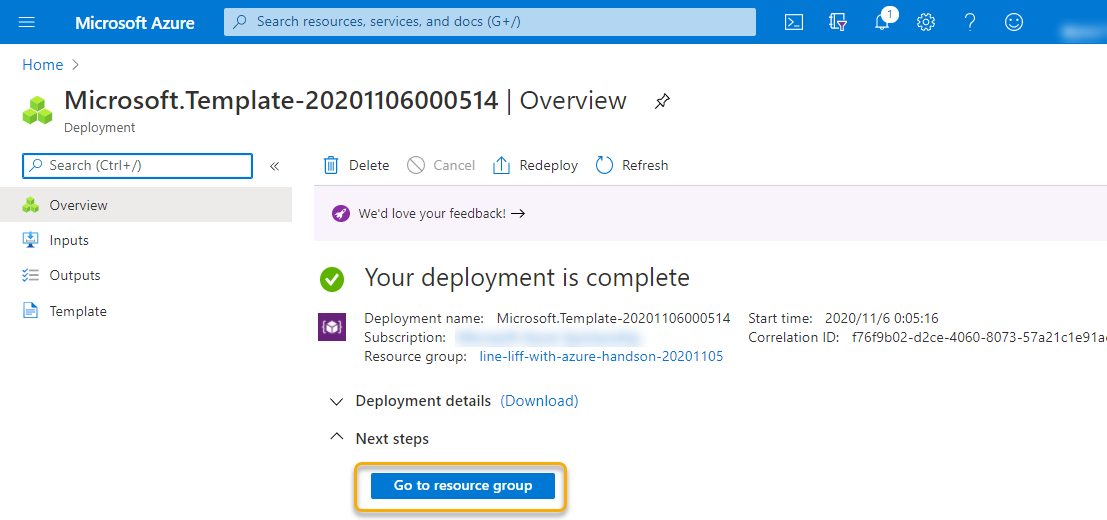 Microsoft Azure
Search resources, services, and docs (G+/)
1
Home
Microsoft.Template-20201106000514 | Overview
Deployment
Search (Ctrl+/)
«
Delete
Cancel
Redeploy
Refresh
Overview
Inputs
Outputs
Template
We'd love your feedback! →
Your deployment is complete
Deployment name: Microsoft.Template-20201106000514
Subscription:
Resource group: line-liff-with-azure-handson-20201105
Start time: 2020/11/6 0:05:16
Correlation ID: f76f9b02-d2ce-4060-8073-57a21c1e91a
Deployment details (Download)
Next steps
Go to resource group